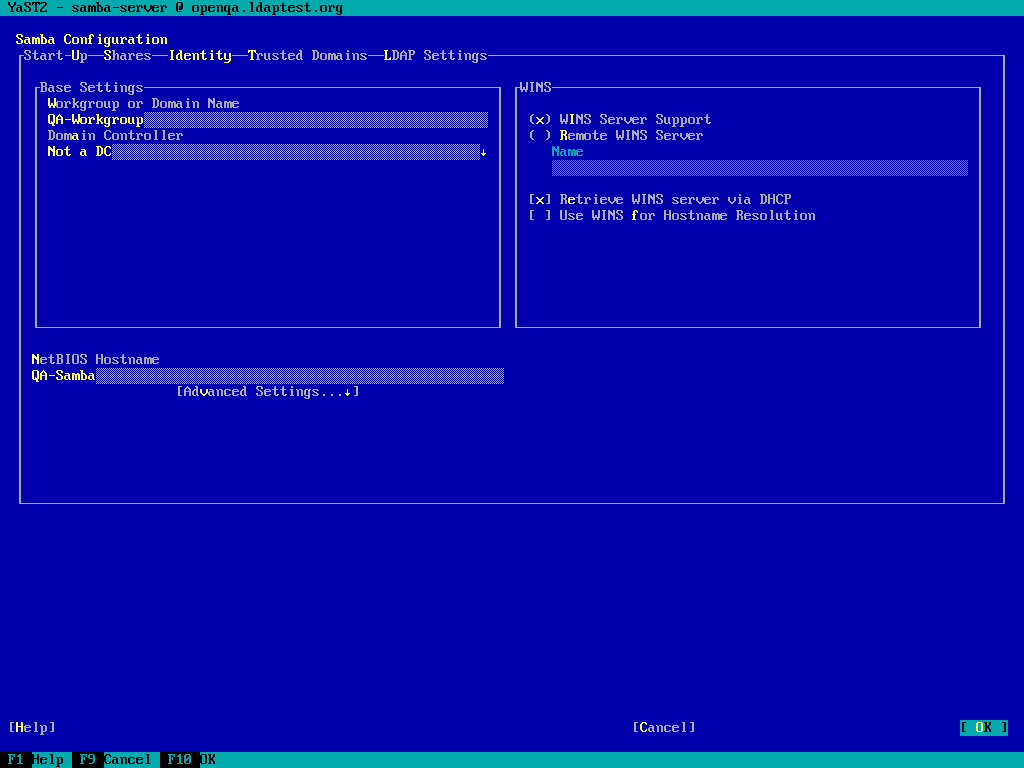 YaST2 - samba-server @ openqa.ldaptest.org
Samba Configuration
Start-Up Shares Identity Trusted Domains LDAP Settings
Base Settings
Workgroup or Domain Name
QA-Workgroup
Domain Controller
Not a DC ↓
WINS
(x) WINS Server Support
( ) Remote WINS Server
Name
[x] Retrieve WINS server via DHCP
[ ] Use WINS for Hostname Resolution
NetBIOS Hostname
QA-Samba
[Advanced Settings...↓]
[Help] [Cancel] [ OK ]
F1 Help F9 Cancel F10 OK